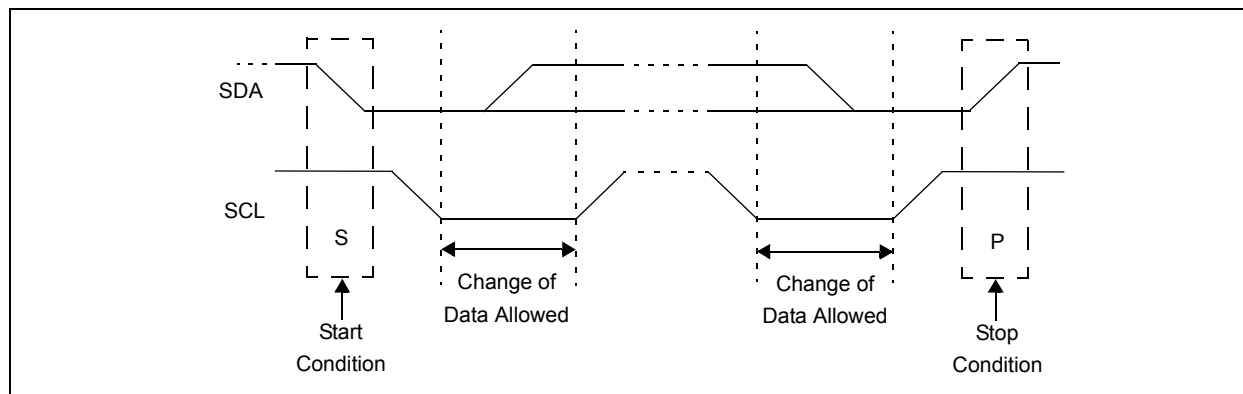 SDA
SCL
S
P
Change of
Data Allowed
Change of
Data Allowed
Start
Condition
Stop
Condition